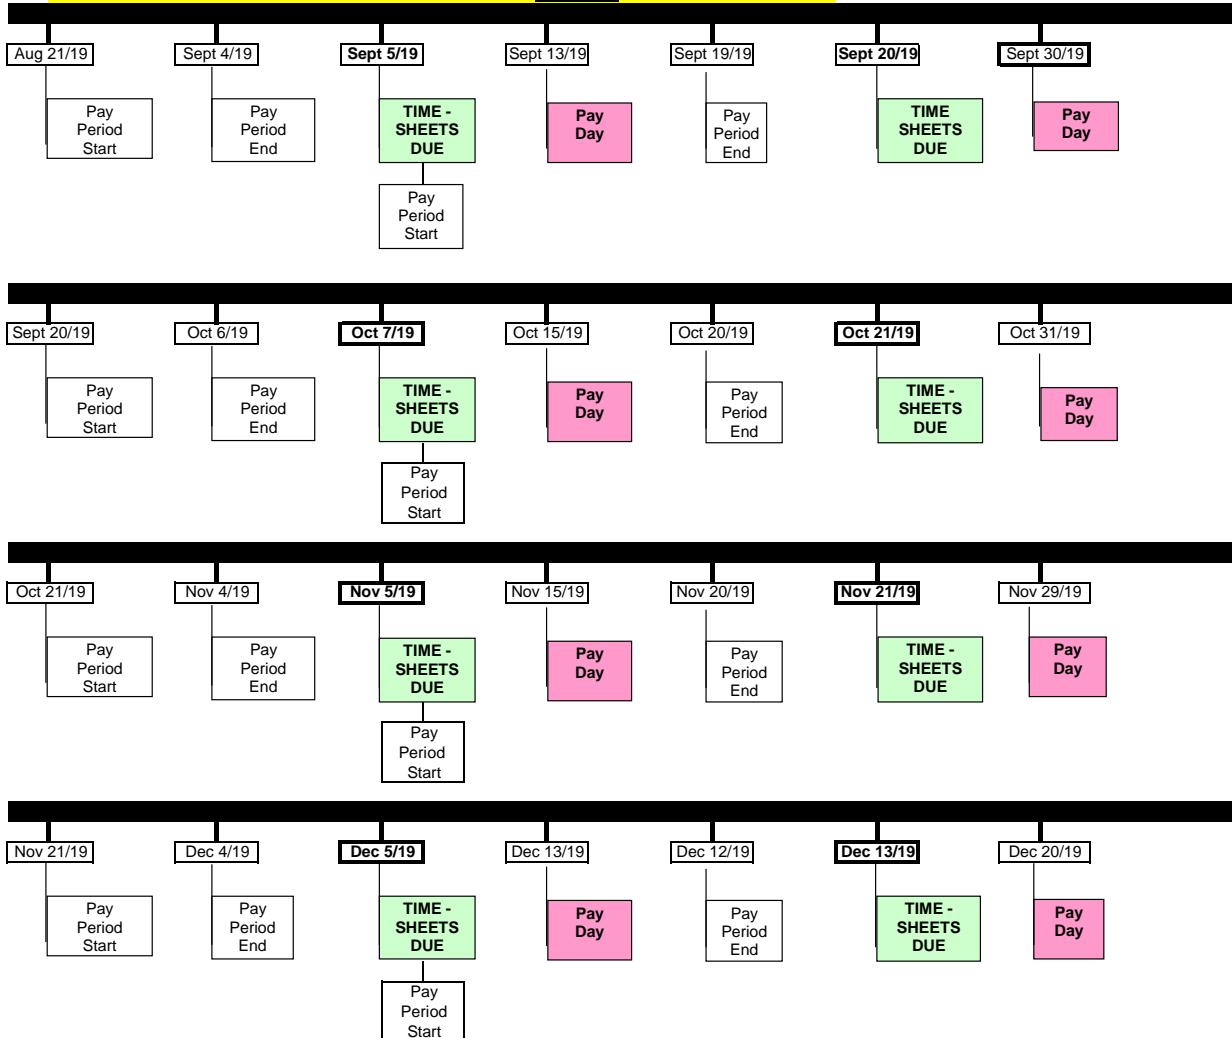 Aug 21/19 Sept 4/19 Sept 5/19 Sept 13/19 Sept 19/19 Sept 20/19 Sept 30/19
Pay Pay TIME - Pay Pay TIME Pay
Period Period SHEETS Day Period SHEETS Day
Start End DUE End DUE
Pay
Period
Start
Sept 20/19 Oct 6/19 Oct 7/19 Oct 15/19 Oct 20/19 Oct 21/19 Oct 31/19
Pay Pay TIME - Pay Pay TIME - Pay
Period Period SHEETS Day Period SHEETS Day
Start End DUE End DUE
Pay
Period
Start
Oct 21/19 Nov 4/19 Nov 5/19 Nov 15/19 Nov 20/19 Nov 21/19 Nov 29/19
Pay Pay TIME - Pay Pay TIME - Pay
Period Period SHEETS Day Period SHEETS Day
Start End DUE End DUE
Pay
Period
Start
Nov 21/19 Dec 4/19 Dec 5/19 Dec 13/19 Dec 12/19 Dec 13/19 Dec 20/19
Pay Pay TIME - Pay Pay TIME - Pay
Period Period SHEETS Day Period SHEETS Day
Start End DUE End DUE
Pay
Period
Start